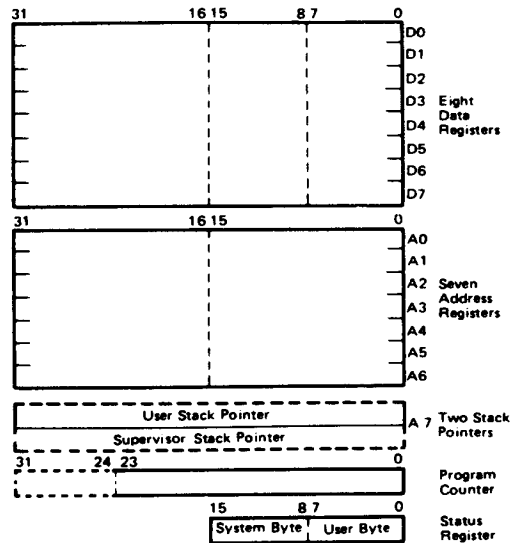 31 16 15 8 7 0
D0
D1
D2
D3
D4
D5
D6
D7
Eight
Data
Registers
31 16 15 0
A0
A1
A2
A3
A4
A5
A6
Seven
Address
Registers
User Stack Pointer
Supervisor Stack Pointer
A 7
Two Stack
Pointers
31 24 23 0
Program
Counter
15 8 7 0
System Byte User Byte
Status
Register